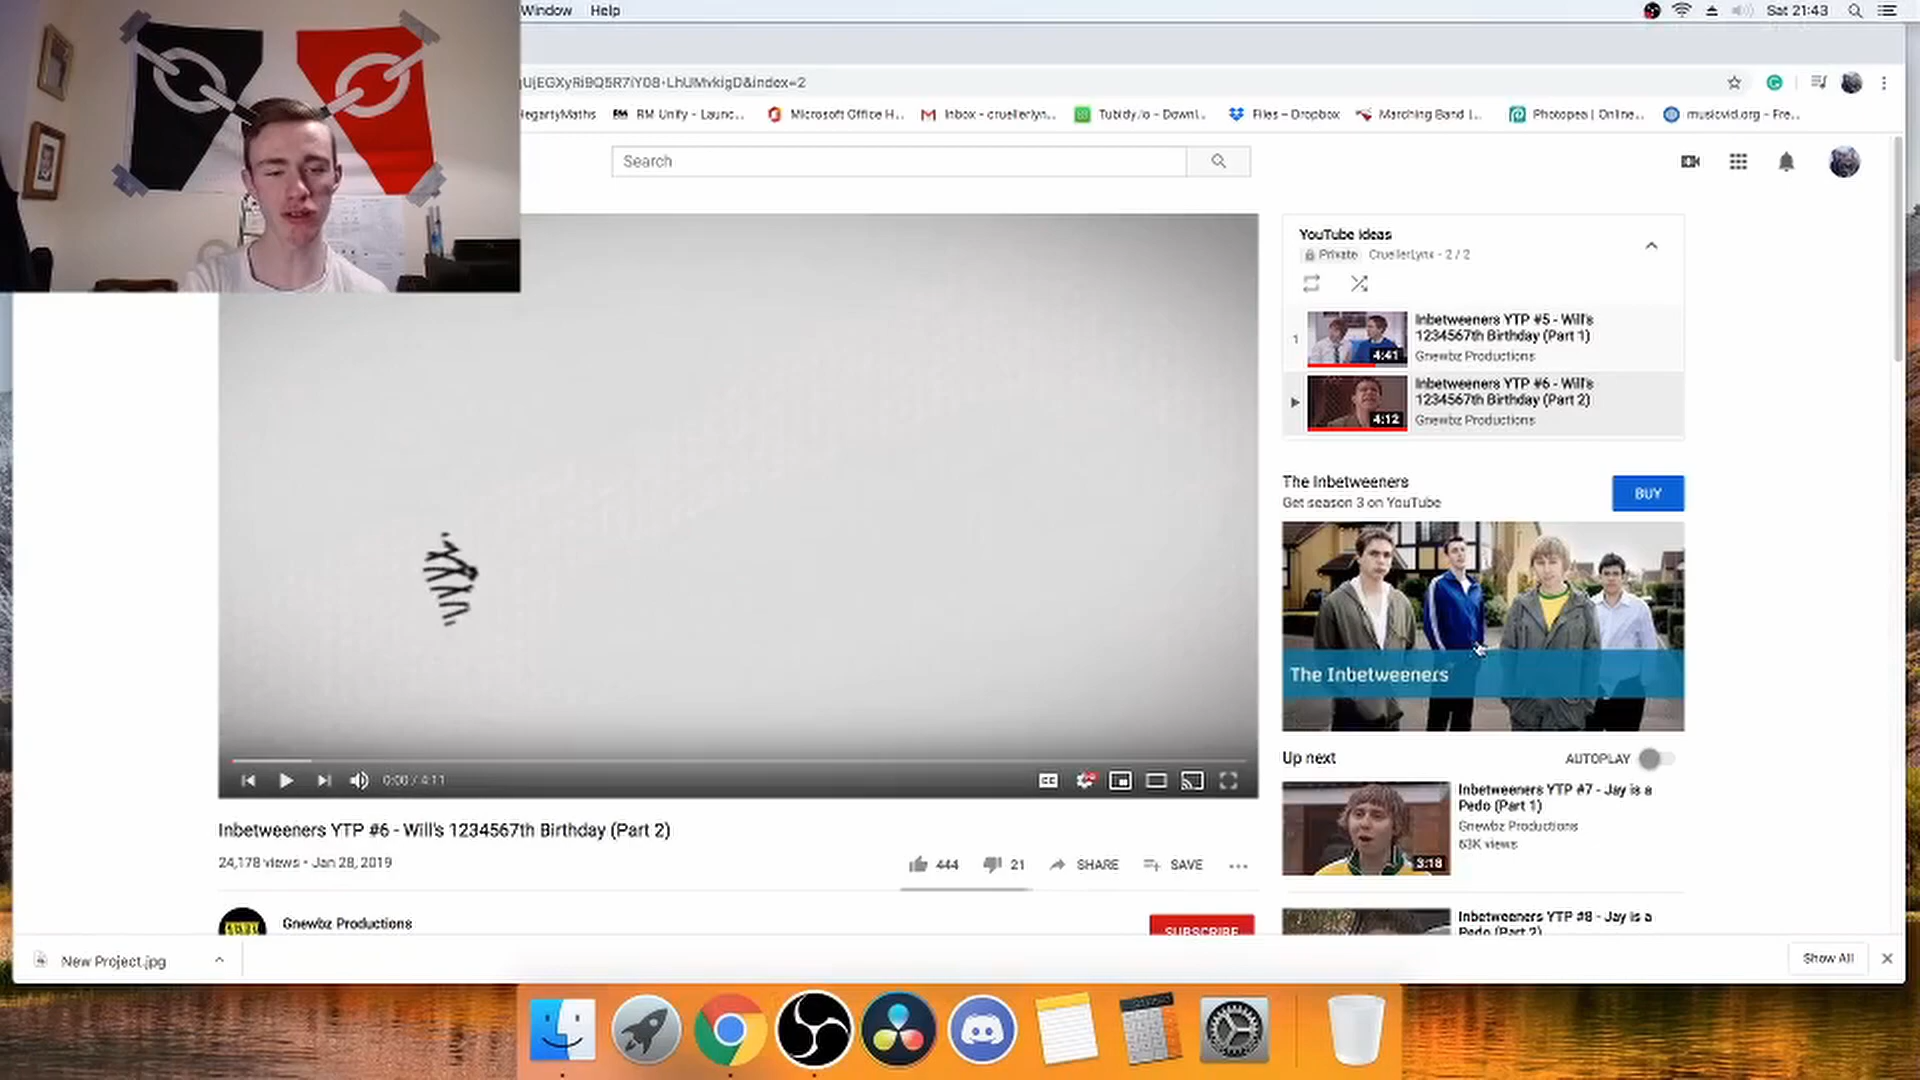 Window Help
Sat 21:43
jUjEGXyRi9Q5R7iY08-LhUMvkigD&index=2
HegartyMaths
RM Unify - Launc...
Microsoft Office H...
Inbox - cruellerlyn...
Tubidy.io - Downl...
Files - Dropbox
Marching Band |...
Photopea | Online...
musicvid.org - Fre...
Search
YouTube ideas
Private CruellerLynx - 2 / 2
1
Inbetweeners YTP #5 - Will's
1234567th Birthday (Part 1)
Gnewbz Productions
4:41
Inbetweeners YTP #6 - Will's
1234567th Birthday (Part 2)
Gnewbz Productions
4:12
The Inbetweeners
Get season 3 on YouTube
BUY
The Inbetweeners
Up next
AUTOPLAY
Inbetweeners YTP #7 - Jay is a
Pedo (Part 1)
Gnewbz Productions
63K views
3:18
Inbetweeners YTP #8 - Jay is a
Pedo (Part 2)
0:00 / 4:11
CC
Inbetweeners YTP #6 - Will's 1234567th Birthday (Part 2)
24,178 views • Jan 28, 2019
444
21
SHARE
SAVE
Gnewbz Productions
SUBSCRIBE
New Project.jpg
Show All